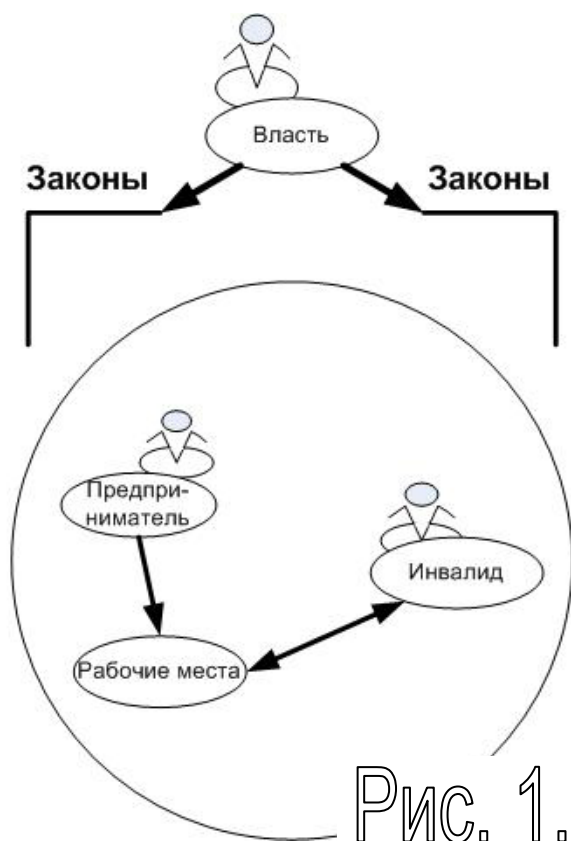 Власть
Законы
Законы
Предпри-
ниматель
Инвалид
Рабочие места
Рис. 1.